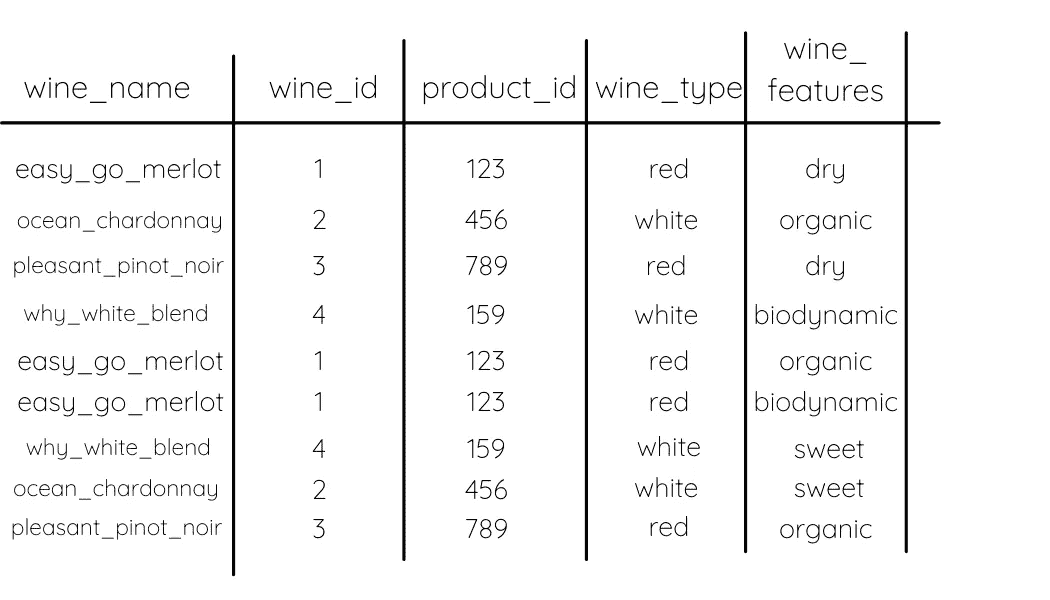 wine_name wine_id product_id wine_type wine_
features
easy_go_merlot 1 123 red dry
ocean_chardonnay 2 456 white organic
pleasant_pinot_noir 3 789 red dry
why_white_blend 4 159 white biodynamic
easy_go_merlot 1 123 red organic
easy_go_merlot 1 123 red biodynamic
why_white_blend 4 159 white sweet
ocean_chardonnay 2 456 white sweet
pleasant_pinot_noir 3 789 red organic